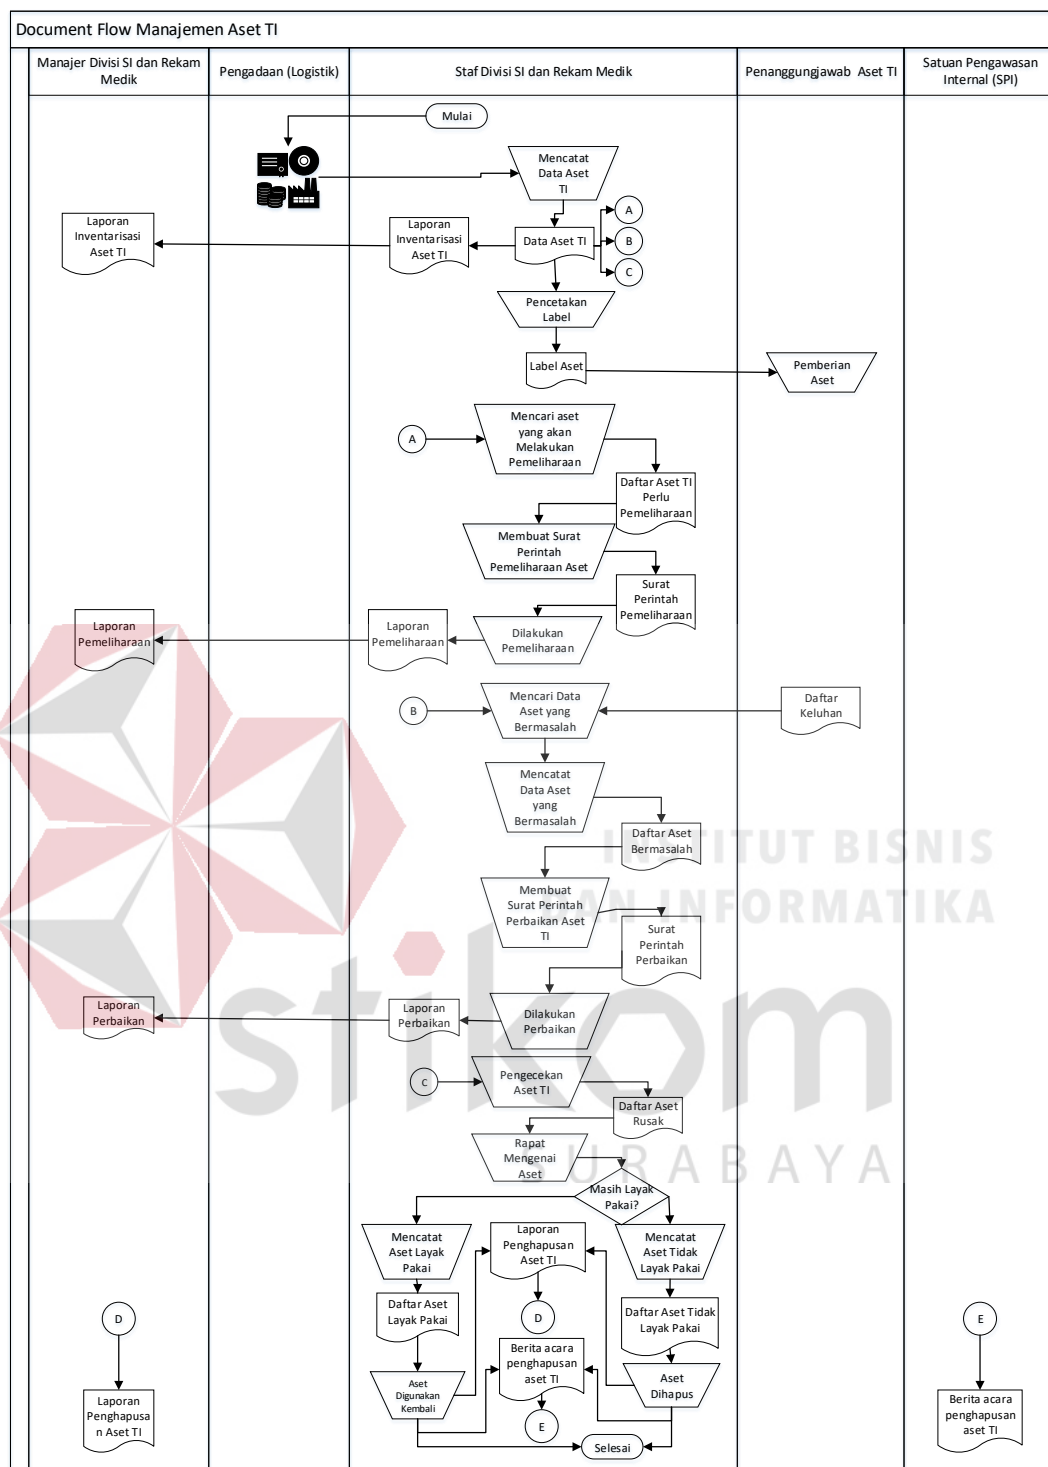 Document Flow Manajemen Aset TI
Manajer Divisi SI dan Rekam
Medik
Pengadaan (Logistik)
Staf Divisi SI dan Rekam Medik
Penanggungjawab Aset TI
Satuan Pengawasan
Internal (SPI)
Mulai
Mencatat
Data Aset
TI
A
Laporan
Inventarisasi
Aset TI
Laporan
Inventarisasi
Aset TI
Data Aset TI
B
C
Pencetakan
Label
Label Aset
Pemberian
Aset
A
Mencari aset
yang akan
Melakukan
Pemeliharaan
Daftar Aset TI
Perlu
Pemeliharaan
Membuat Surat
Perintah
Pemeliharaan Aset
Surat
Perintah
Pemeliharaan
Laporan
Pemeliharaan
Laporan
Pemeliharaan
Dilakukan
Pemeliharaan
B
Mencari Data
Aset yang
Bermasalah
Daftar
Keluhan
Mencatat
Data Aset
yang
Bermasalah
Daftar Aset
Bermasalah
INSTITUT BISNIS
DAN INFORMATIKA
Membuat
Surat Perintah
Perbaikan Aset
TI
Surat
Perintah
Perbaikan
Laporan
Perbaikan
Laporan
Perbaikan
Dilakukan
Perbaikan
stikom
SURABAYA
C
Pengecekan
Aset TI
Daftar Aset
Rusak
Rapat
Mengenai
Aset
Masih Layak
Pakai?
Mencatat
Aset Layak
Pakai
Laporan
Penghapusan
Aset TI
Mencatat
Aset Tidak
Layak Pakai
D
Daftar Aset
Layak Pakai
D
Daftar Aset Tidak
Layak Pakai
E
Berita acara
penghapusan
aset TI
Aset
Digunakan
Kembali
Aset
Dihapus
Laporan
Penghapusa
n Aset TI
E
Berita acara
penghapusan
aset TI
Selesai